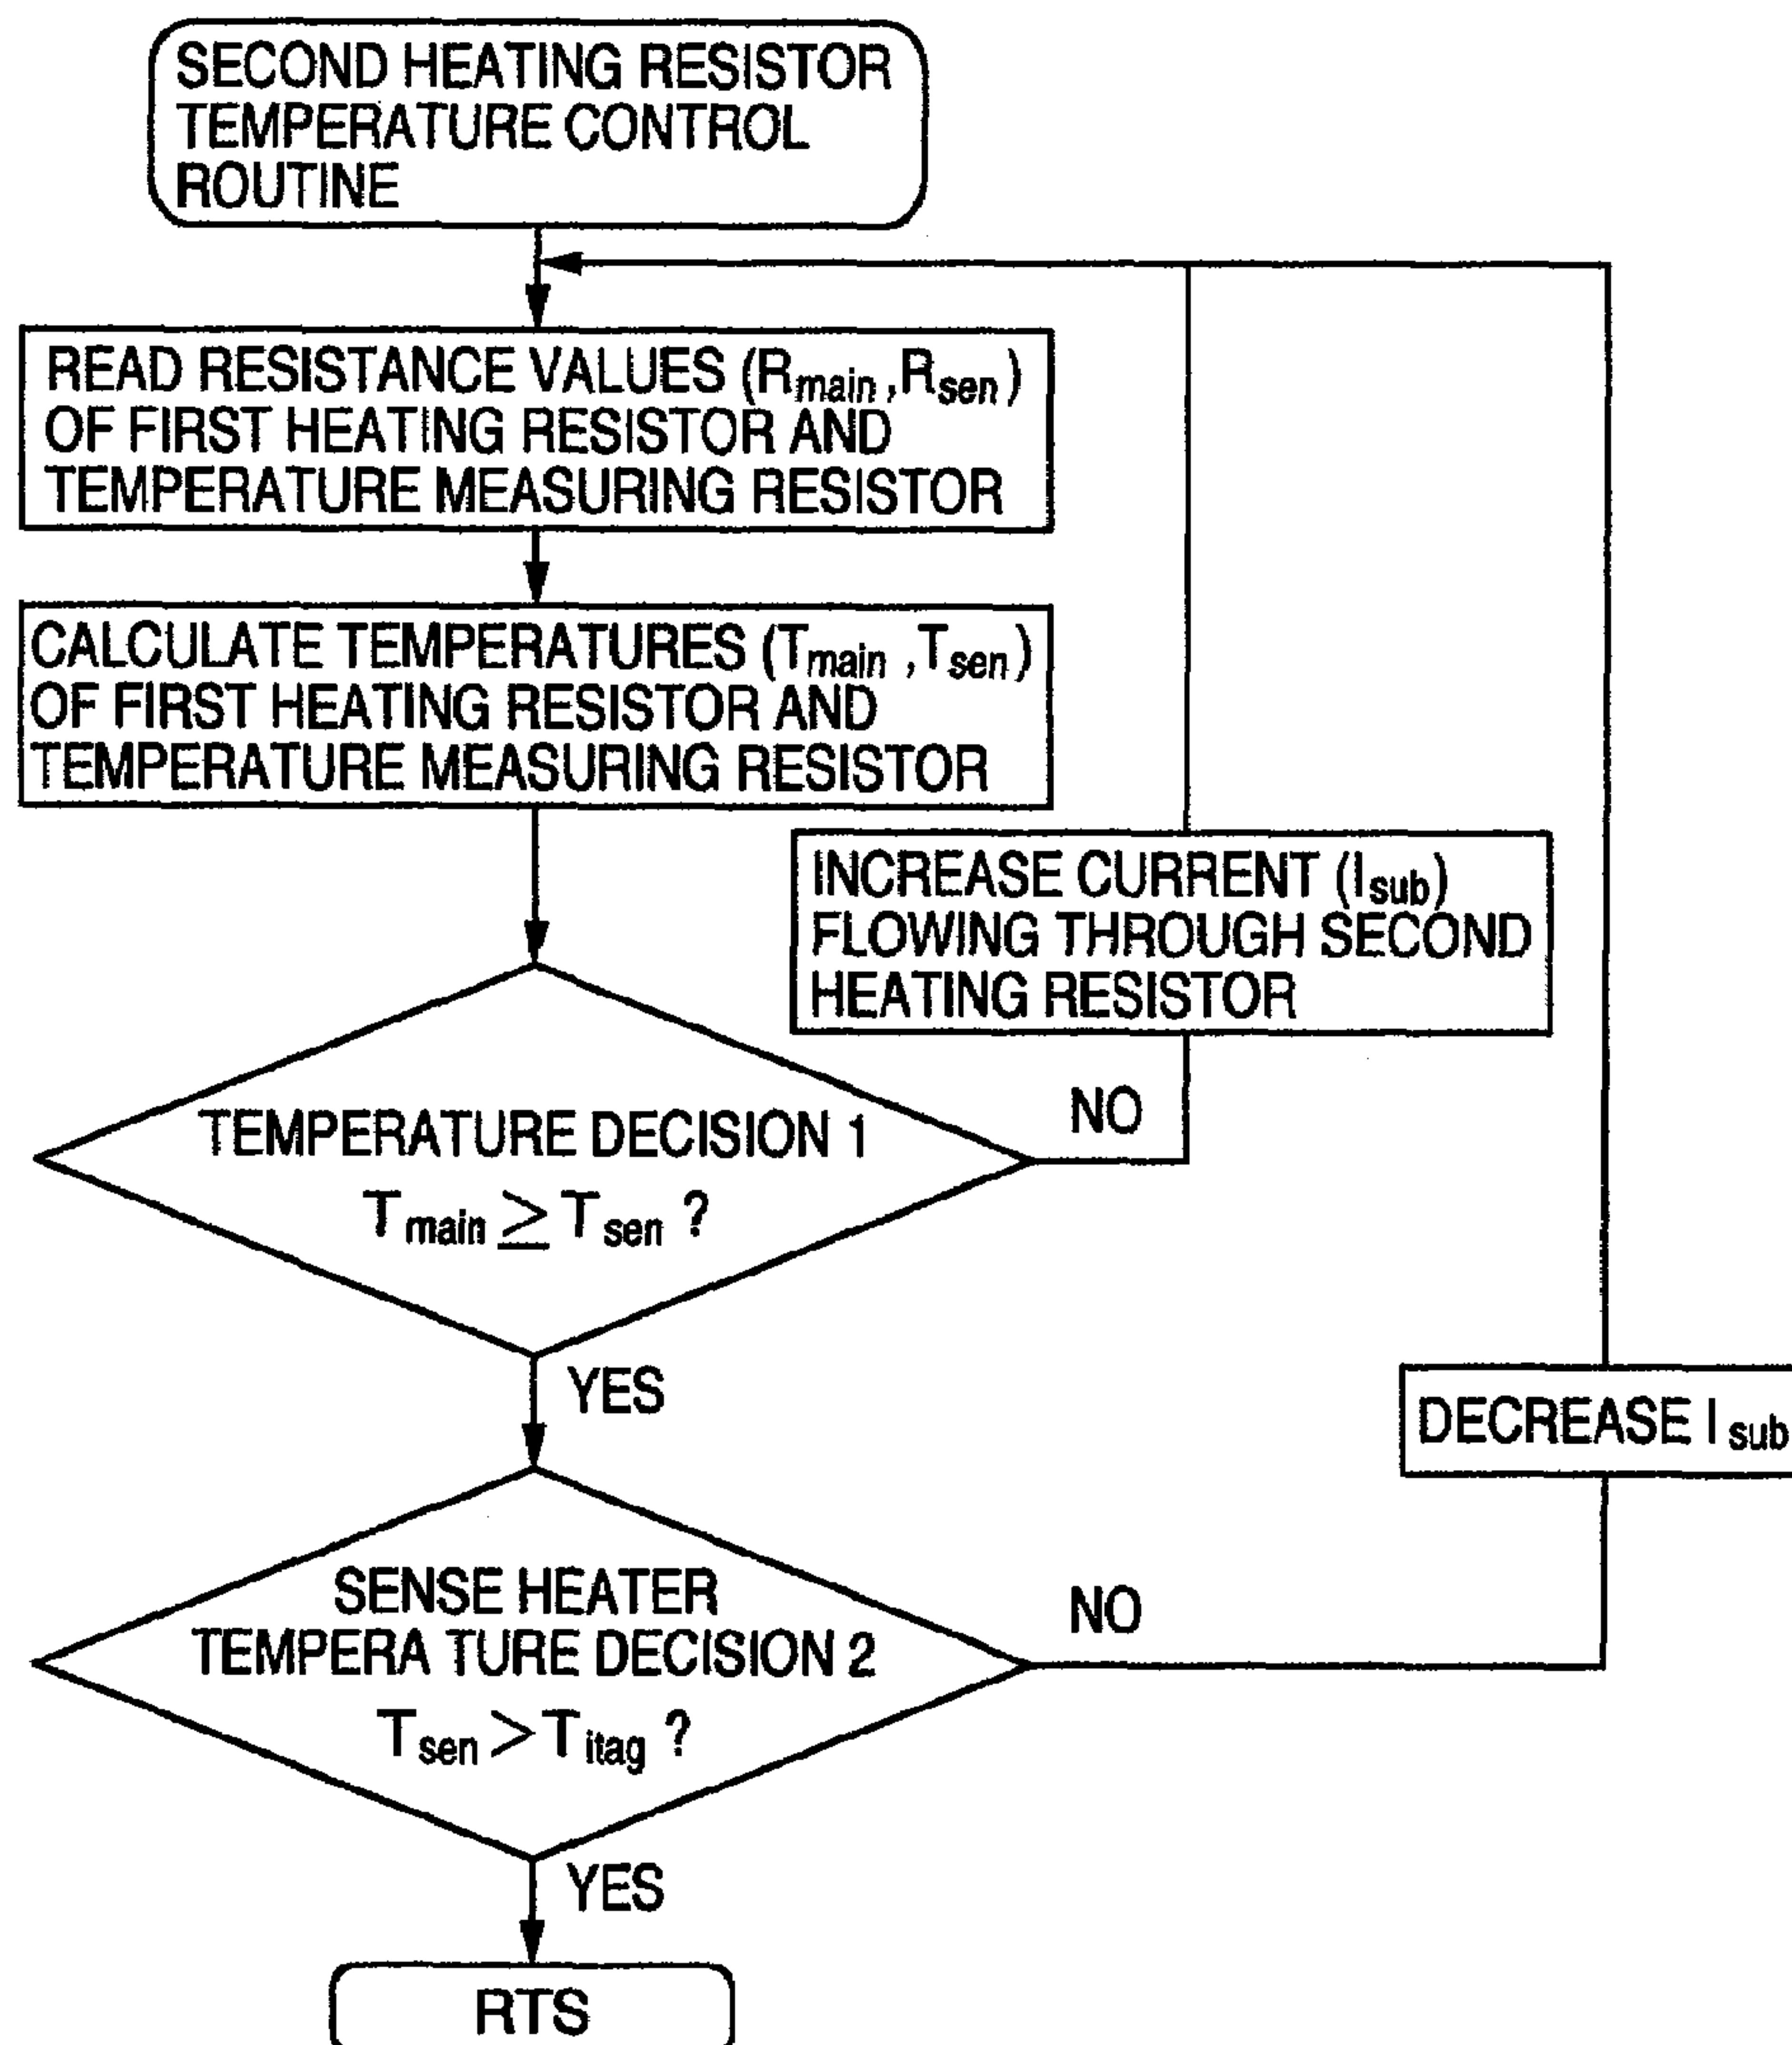 SECOND HEATING RESISTOR
TEMPERATURE CONTROL
ROUTINE
READ RESISTANCE VALUES (Rmain ,Rsen)
OF FIRST HEATING RESISTOR AND
TEMPERATURE MEASURING RESISTOR
CALCULATE TEMPERATURES (Tmain ,Tsen)
OF FIRST HEATING RESISTOR AND
TEMPERATURE MEASURING RESISTOR
INCREASE CURRENT (Isub)
FLOWING THROUGH SECOND
HEATING RESISTOR
TEMPERATURE DECISION 1
Tmain ≥ Tsen ?
NO
YES
DECREASE Isub
SENSE HEATER
TEMPERA TURE DECISION 2
Tsen > Titag ?
NO
YES
RTS